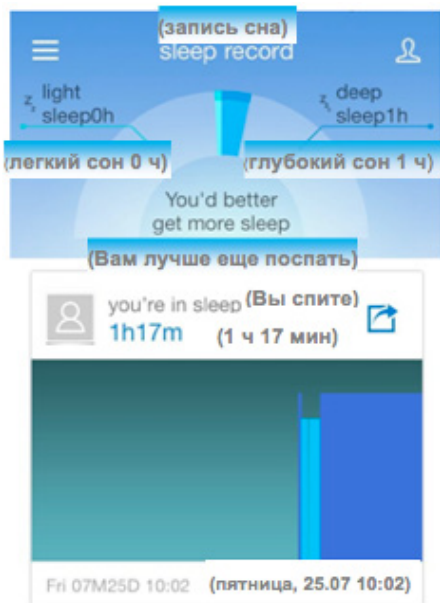 (запись сна)
sleep record
light
sleep0h
deep
sleep1h
(легкий сон 0 ч)
(глубокий сон 1 ч)
You'd better
get more sleep
(Вам лучше еще поспать)
you're in sleep (Вы спите)
1h17m (1 ч 17 мин)
Fri 07M25D 10:02 (пятница, 25.07 10:02)